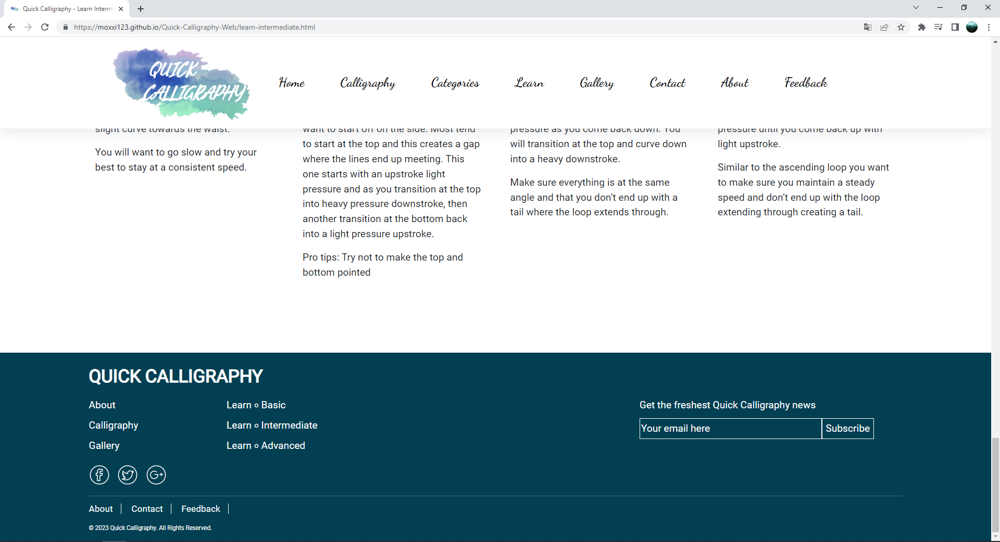 Quick Calligraphy - Learn Interme
https://moxxi123.github.io/Quick-Calligraphy-Web/learn-intermediate.html
QUICK
CALLIGRAPHY
Home
Calligraphy
Categories
Learn
Gallery
Contact
About
Feedback
slight curve towards the waist.
You will want to go slow and try your
best to stay at a consistent speed.
want to start off on the side. Most tend
to start at the top and this creates a gap
where the lines end up meeting. This
one starts with an upstroke light
pressure and as you transition at the top
into heavy pressure downstroke, then
another transition at the bottom back
into a light pressure upstroke.
Pro tips: Try not to make the top and
bottom pointed
pressure as you come back down. You
will transition at the top and curve down
into a heavy downstroke.
Make sure everything is at the same
angle and that you don’t end up with a
tail where the loop extends through.
pressure until you come back up with
light upstroke.
Similar to the ascending loop you want
to make sure you maintain a steady
speed and don’t end up with the loop
extending through creating a tail.
QUICK CALLIGRAPHY
About
Calligraphy
Gallery
Learn ∘ Basic
Learn ∘ Intermediate
Learn ∘ Advanced
Get the freshest Quick Calligraphy news
Your email here
Subscribe
About
Contact
Feedback
© 2023 Quick Calligraphy. All Rights Reserved.